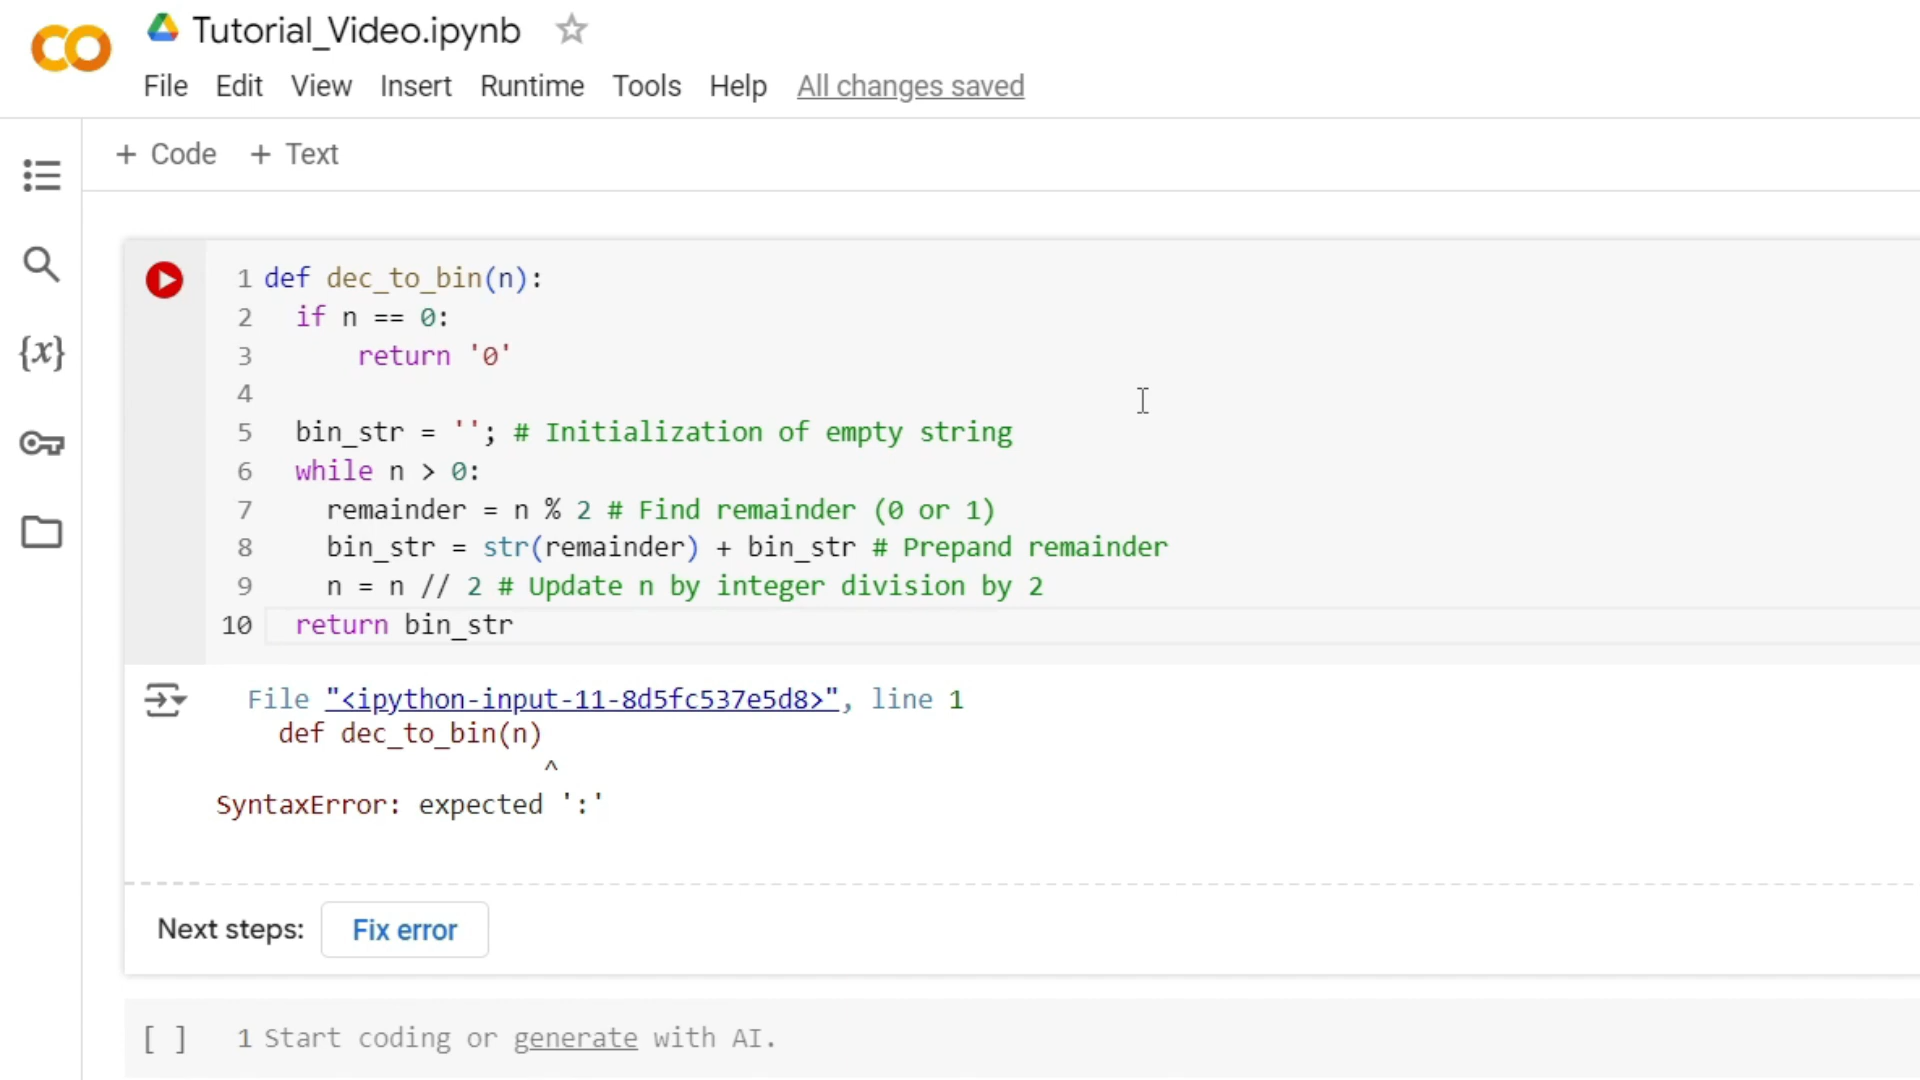 Tutorial_Video.ipynb
File Edit View Insert Runtime Tools Help All changes saved
+ Code + Text
{x}
1 def dec_to_bin(n):
2   if n == 0:
3       return '0'
4
5   bin_str = ''; # Initialization of empty string
6   while n > 0:
7     remainder = n % 2 # Find remainder (0 or 1)
8     bin_str = str(remainder) + bin_str # Prepand remainder
9     n = n // 2 # Update n by integer division by 2
10   return bin_str
File "<ipython-input-11-8d5fc537e5d8>", line 1
def dec_to_bin(n)
^
SyntaxError: expected ':'
Next steps: Fix error
[ ] 1 Start coding or generate with AI.